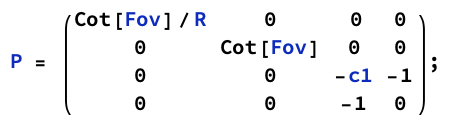 Cot[Fov] / R 0 0 0
0 Cot[Fov] 0 0
P = ( ) ;
0 0 -c1 -1
0 0 -1 0